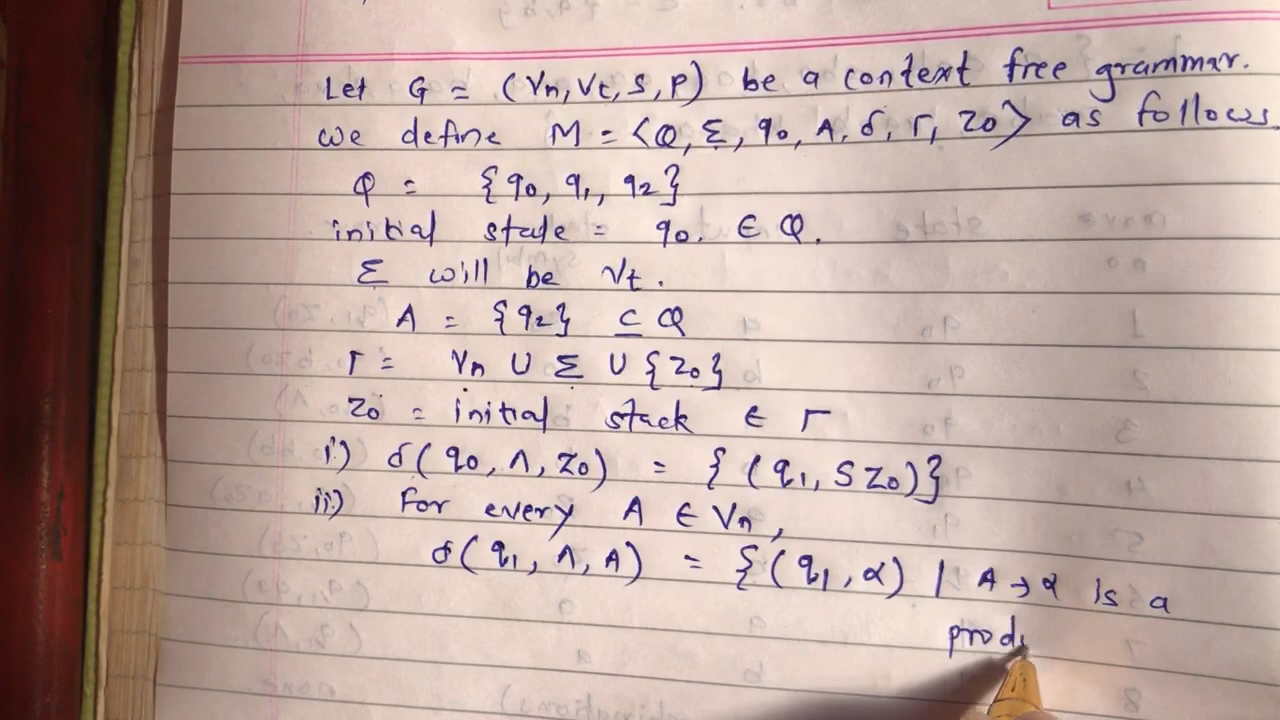 Let G = (Vn, Vt, S, P) be a context free grammar.
we define M = <Q, Σ, q0, A, δ, Γ, Z0> as follows
Q = {q0, q1, q2}
initial state = q0. ∈ Q.
Σ will be Vt.
A = {q2} ⊆ Q
Γ = Vn ∪ Σ ∪ {Z0}
Z0 = initial stack ∈ Γ
i) δ(q0, Λ, Z0) = {(q1, SZ0)}
ii) For every A ∈ Vn,
δ(q1, Λ, A) = {(q1, α) | A → α is a
prod